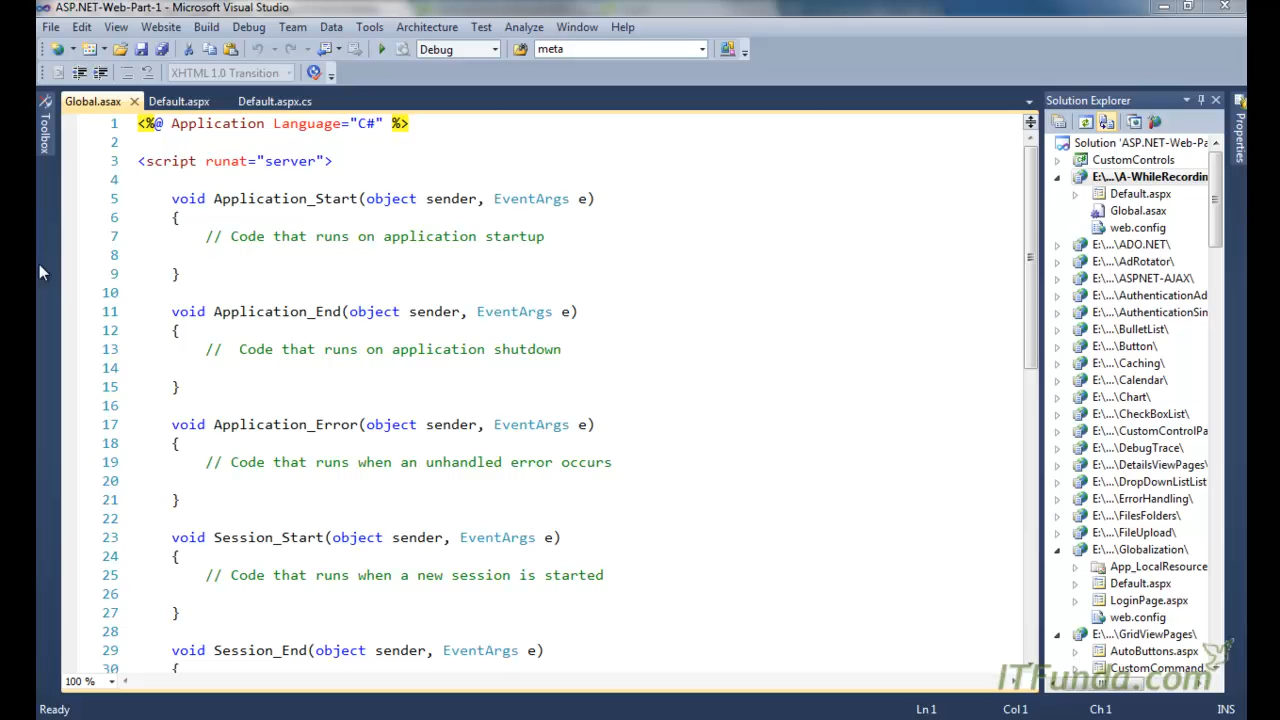 ASP.NET-Web-Part-1 - Microsoft Visual Studio
File Edit View Website Build Debug Team Data Tools Architecture Test Analyze Window Help
Debug meta
XHTML 1.0 Transition
Global.asax Default.aspx Default.aspx.cs
Toolbox
1 <%@ Application Language="C#" %>
2
3 <script runat="server">
4
5 void Application_Start(object sender, EventArgs e)
6 {
7 // Code that runs on application startup
8
9 }
10
11 void Application_End(object sender, EventArgs e)
12 {
13 //  Code that runs on application shutdown
14
15 }
16
17 void Application_Error(object sender, EventArgs e)
18 {
19 // Code that runs when an unhandled error occurs
20
21 }
22
23 void Session_Start(object sender, EventArgs e)
24 {
25 // Code that runs when a new session is started
26
27 }
28
29 void Session_End(object sender, EventArgs e)
30 {
100 %
Solution Explorer
Solution 'ASP.NET-Web-Pa
CustomControls
E:\...\A-WhileRecordin
Default.aspx
Global.asax
web.config
E:\...\ADO.NET\
E:\...\AdRotator\
E:\...\ASPNET-AJAX\
E:\...\AuthenticationAd
E:\...\AuthenticationSin
E:\...\BulletList\
E:\...\Button\
E:\...\Caching\
E:\...\Calendar\
E:\...\Chart\
E:\...\CheckBoxList\
E:\...\CustomControlPa
E:\...\DebugTrace\
E:\...\DetailsViewPages\
E:\...\DropDownListList
E:\...\ErrorHandling\
E:\...\FilesFolders\
E:\...\FileUpload\
E:\...\Globalization\
App_LocalResource
Default.aspx
LoginPage.aspx
web.config
E:\...\GridViewPages\
AutoButtons.aspx
CustomCommand.
Properties
ITFunda.com
Ready Ln 1 Col 1 Ch 1 INS